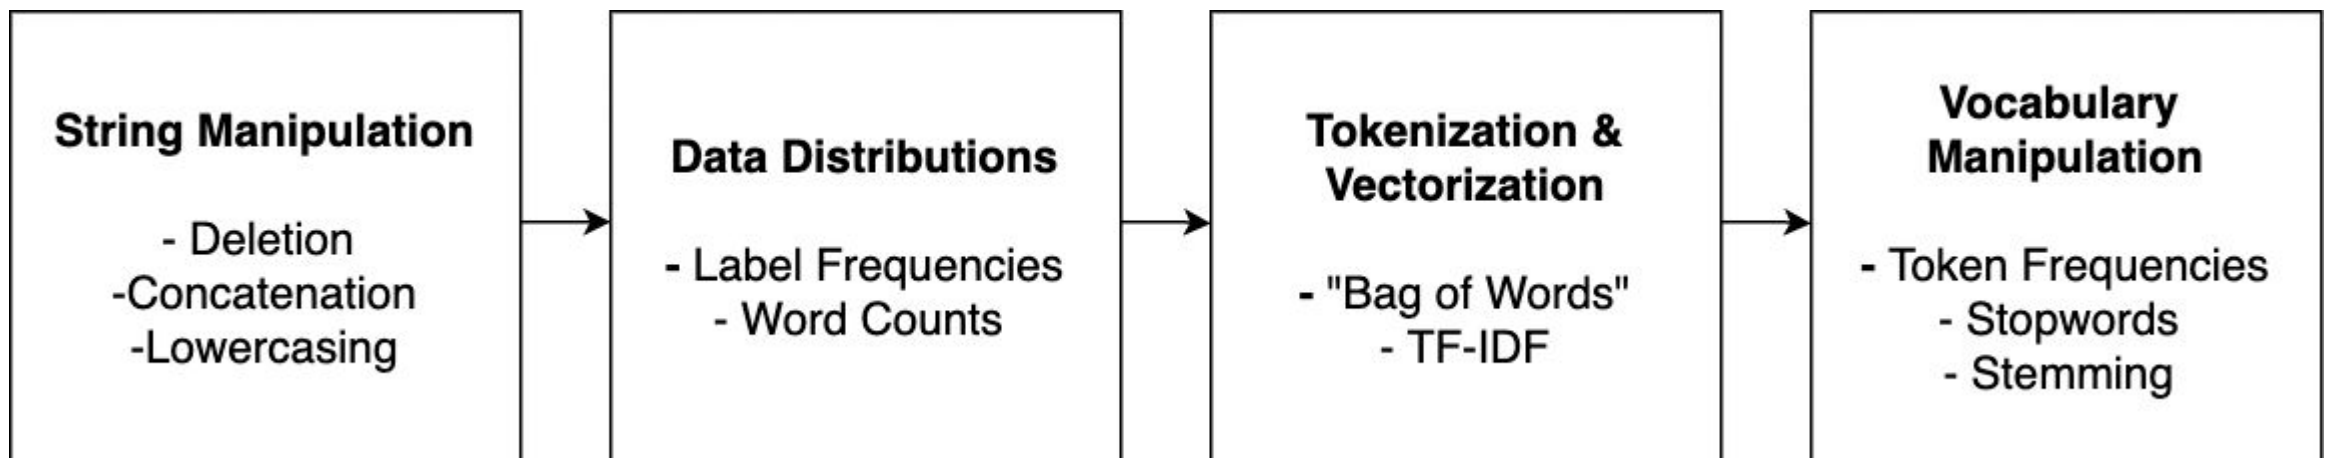 String Manipulation
- Deletion
-Concatenation
-Lowercasing
Data Distributions
- Label Frequencies
- Word Counts
Tokenization &
Vectorization
- "Bag of Words"
- TF-IDF
Vocabulary
Manipulation
- Token Frequencies
- Stopwords
- Stemming